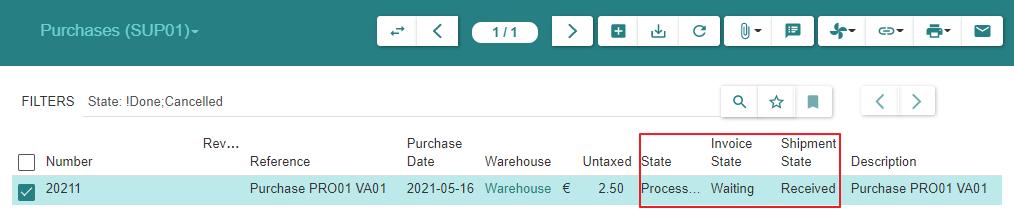 Purchases (SUP01)
1 / 1
FILTERS State: !Done;Cancelled
Number Rev... Reference Purchase Date Warehouse Untaxed State Invoice State Shipment State Description
20211 Purchase PRO01 VA01 2021-05-16 Warehouse € 2.50 Process... Waiting Received Purchase PRO01 VA01